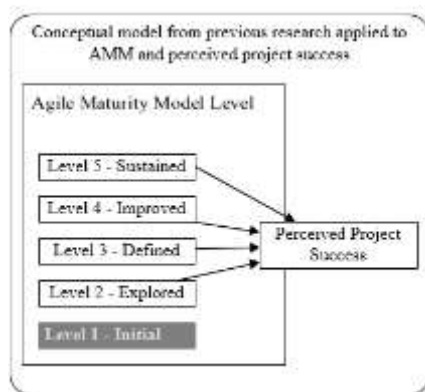 Conceptual model from previous research applied to
AMM and perceived project success
Agile Maturity Model Level
Level 5 - Sustained
Level 4 - Improved
Level 3 - Defined
Level 2 - Explored
Level 1 - Initial
Perceived Project
Success